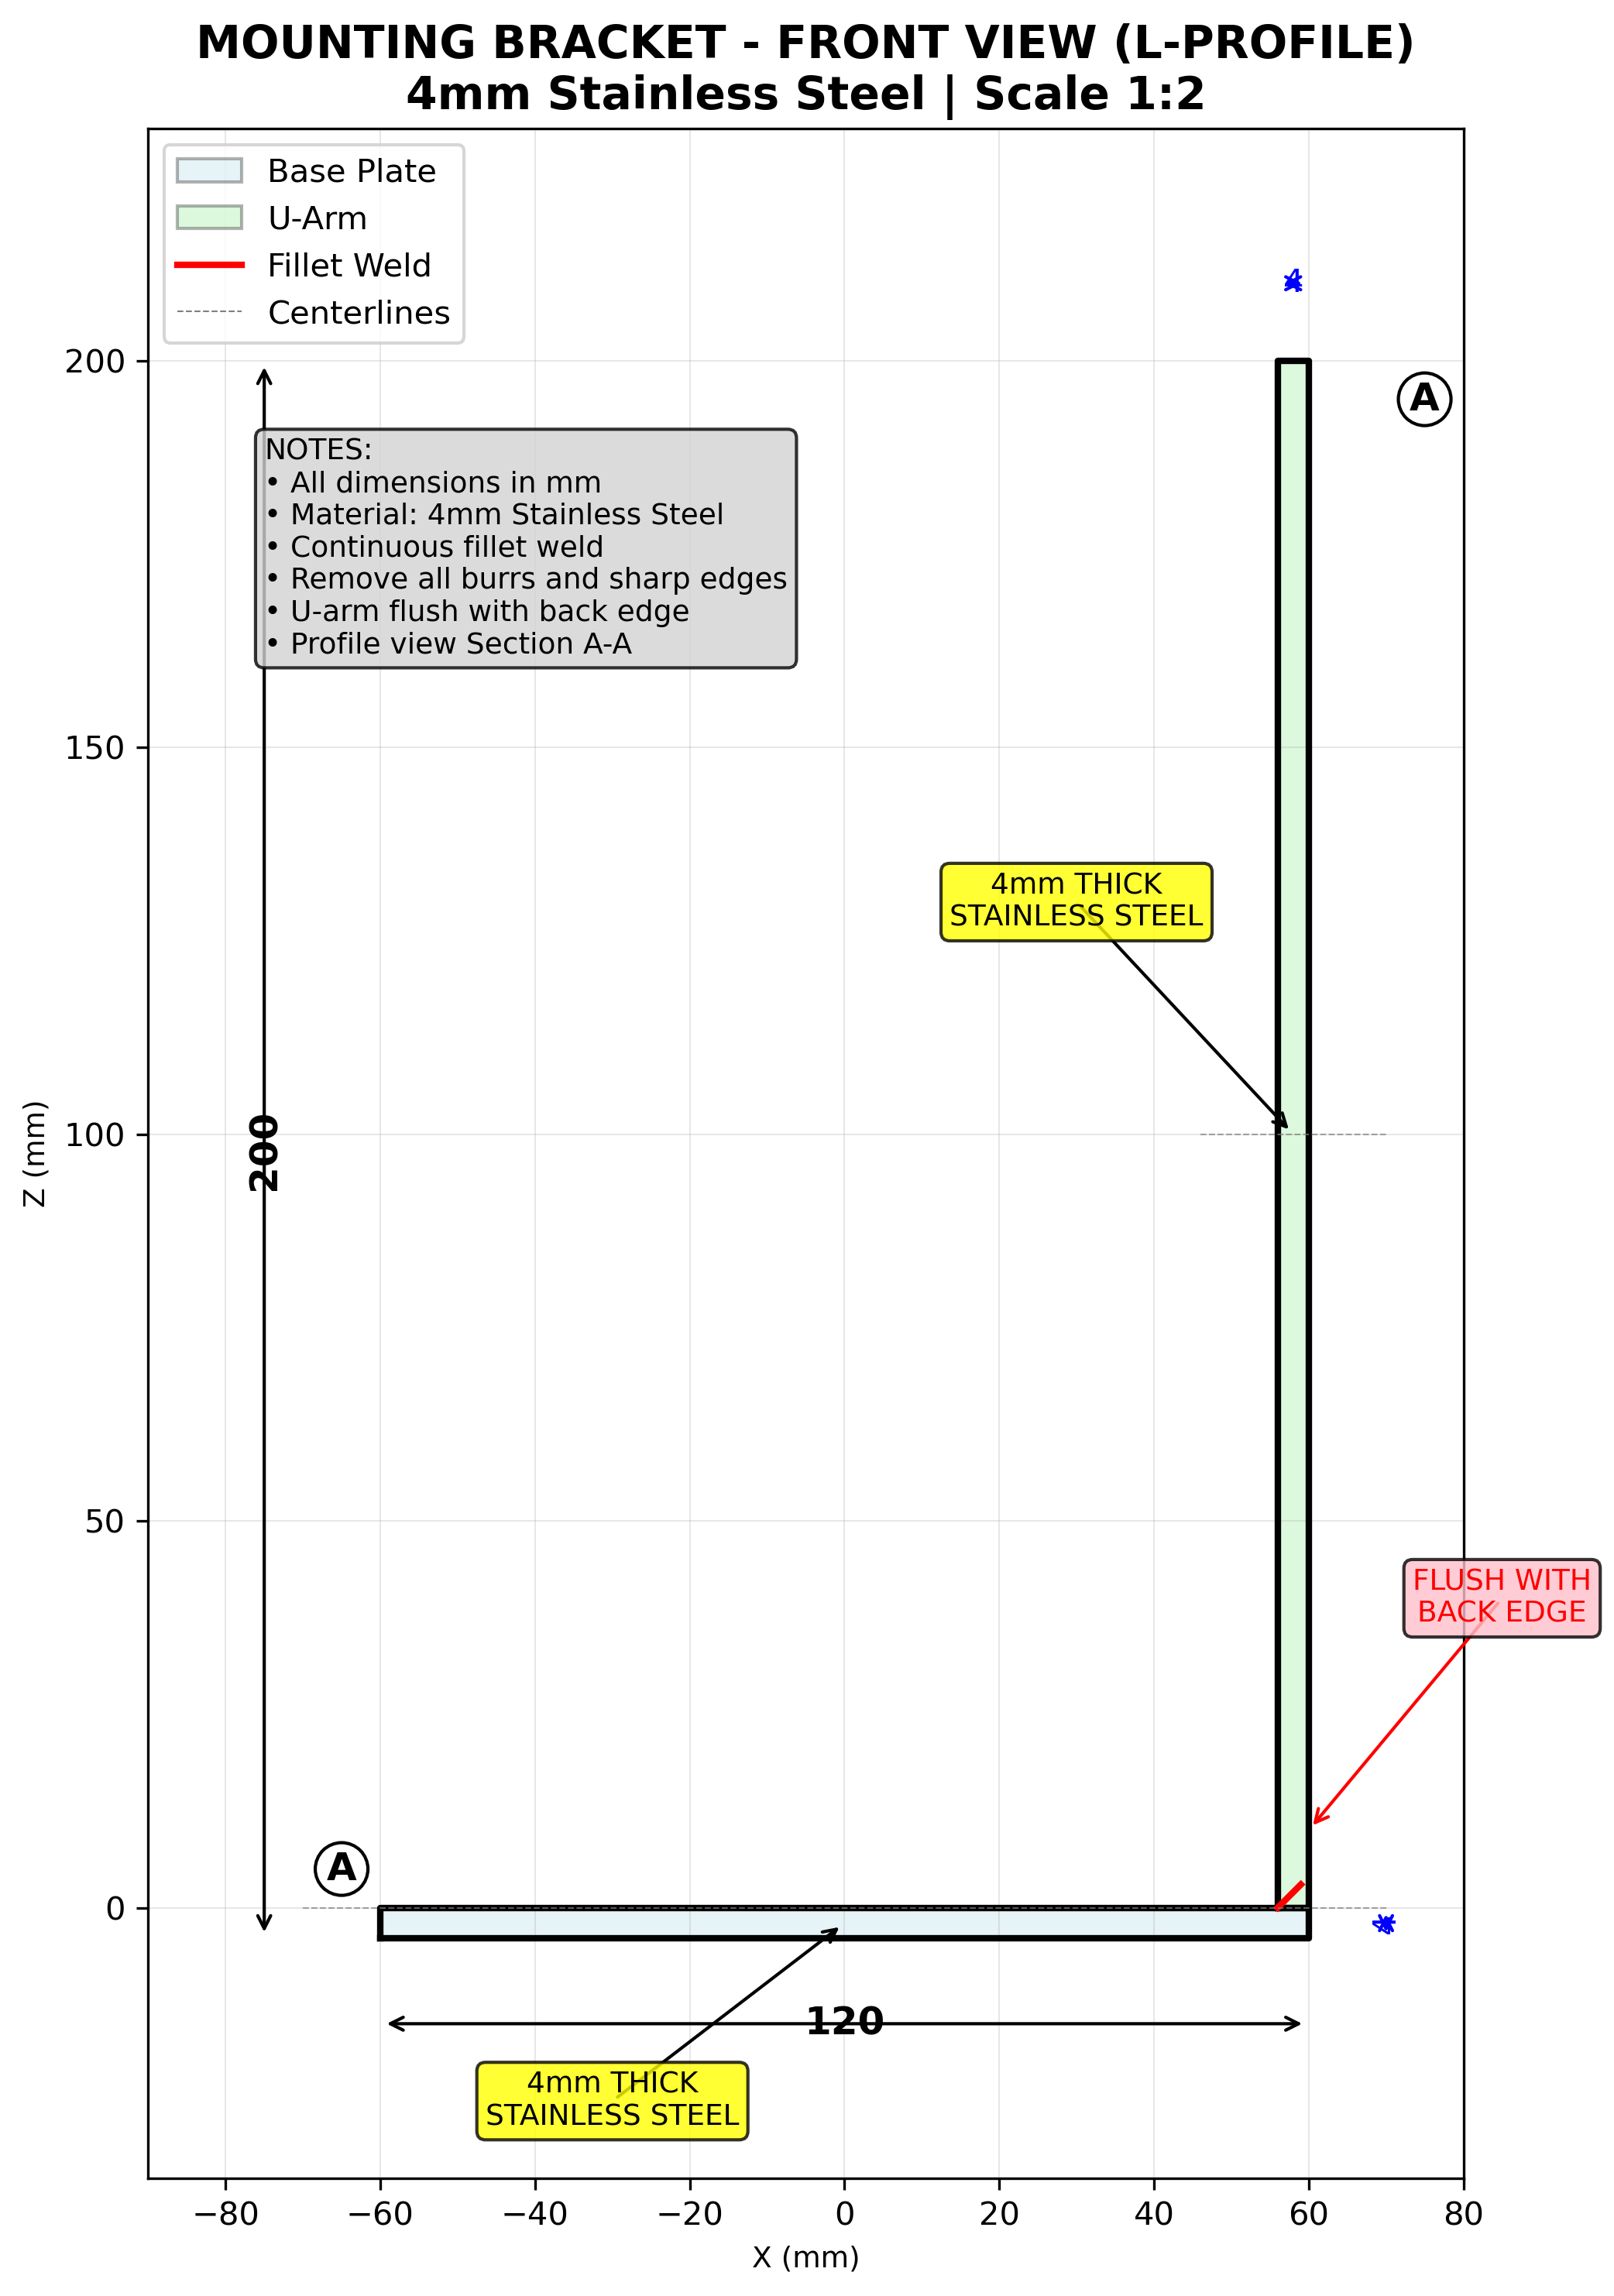 MOUNTING BRACKET - FRONT VIEW (L-PROFILE)
4mm Stainless Steel | Scale 1:2
Base Plate
U-Arm
Fillet Weld
Centerlines
4
200
A
NOTES:
• All dimensions in mm
• Material: 4mm Stainless Steel
• Continuous fillet weld
• Remove all burrs and sharp edges
• U-arm flush with back edge
• Profile view Section A-A
150
4mm THICK
STAINLESS STEEL
100
200
Z (mm)
50
FLUSH WITH
BACK EDGE
A
0
4
120
4mm THICK
STAINLESS STEEL
−80 −60 −40 −20 0 20 40 60 80
X (mm)